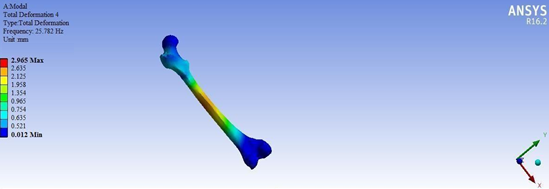 A:Modal
Total Deformation 4
Type:Total Deformation
Frequency: 25.782 Hz
Unit mm
2.965 Max
2.635
2.125
1.958
1.354
0.965
0.754
0.635
0.521
0.012 Min
ANSYS
R16.2
Y
X